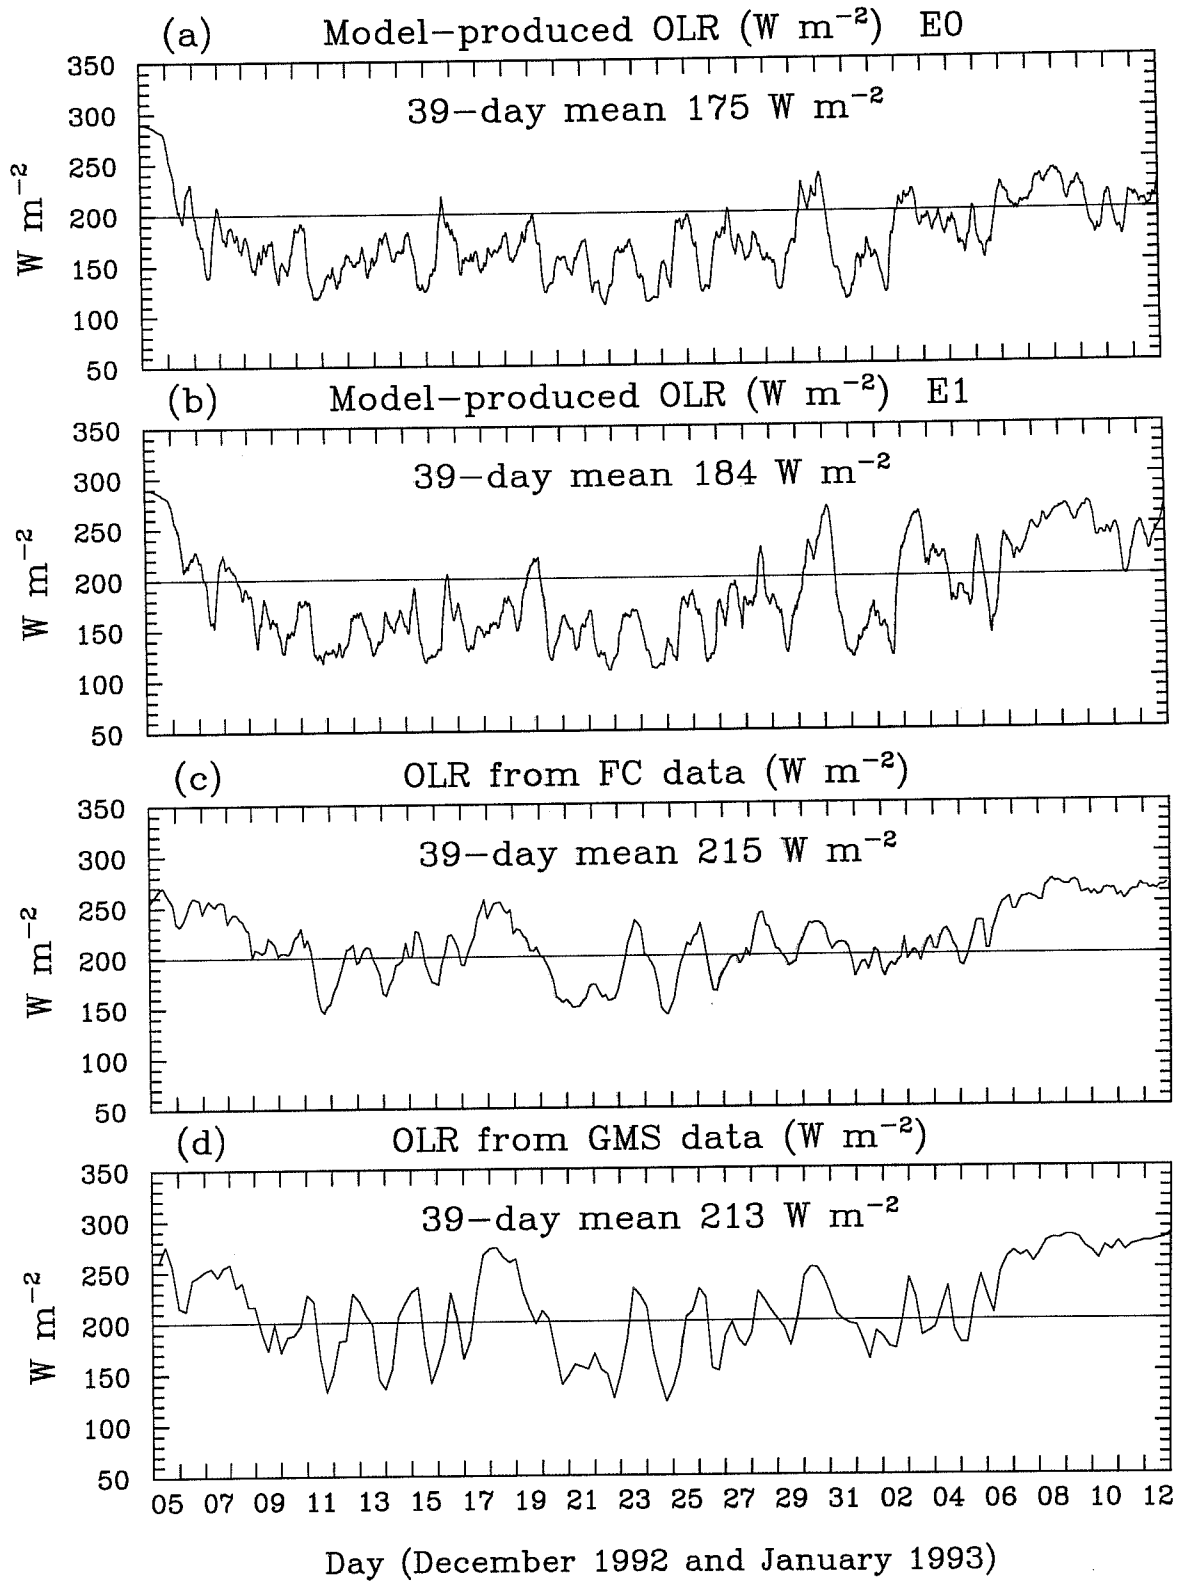 (a) Model-produced OLR (W m⁻²) E0
39-day mean 175 W m⁻²
350
300
250
200
150
100
50
W m⁻²
(b) Model-produced OLR (W m⁻²) E1
39-day mean 184 W m⁻²
350
300
250
200
150
100
50
W m⁻²
(c) OLR from FC data (W m⁻²)
39-day mean 215 W m⁻²
350
300
250
200
150
100
50
W m⁻²
(d) OLR from GMS data (W m⁻²)
39-day mean 213 W m⁻²
350
300
250
200
150
100
50
W m⁻²
05 07 09 11 13 15 17 19 21 23 25 27 29 31 02 04 06 08 10 12
Day (December 1992 and January 1993)